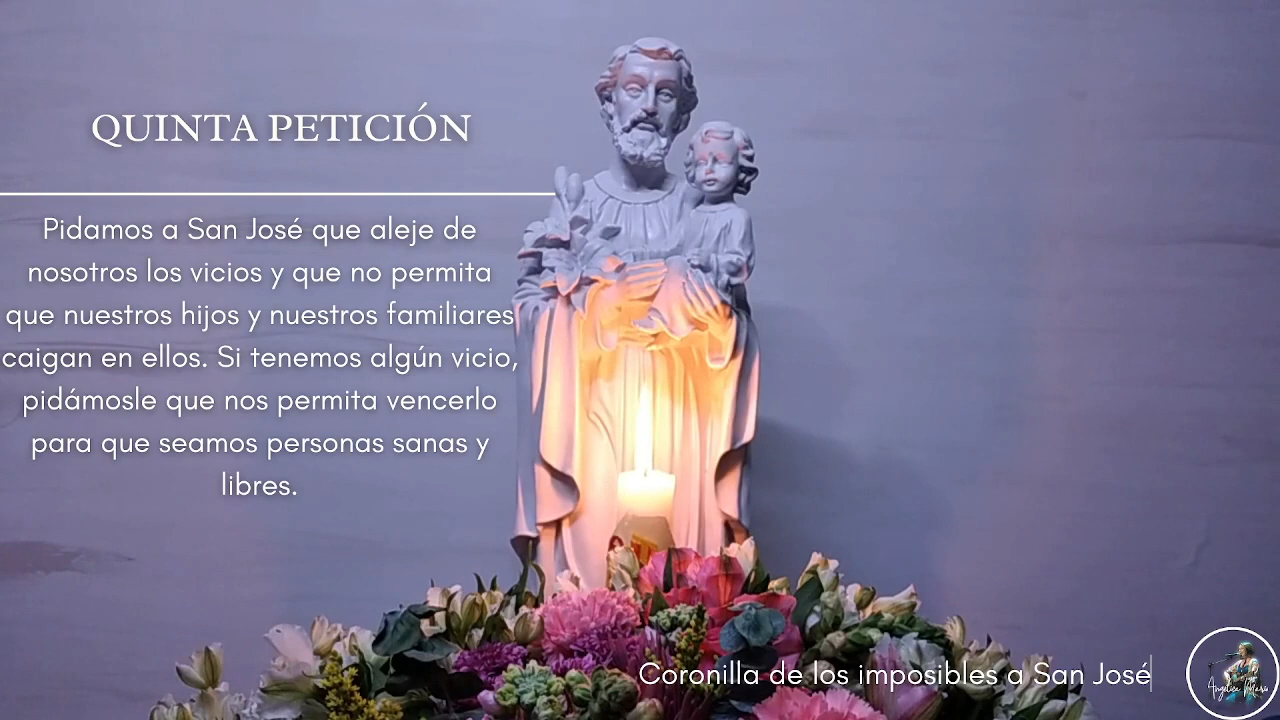 QUINTA PETICIÓN
Pidamos a San José que aleje de
nosotros los vicios y que no permita
que nuestros hijos y nuestros familiares
caigan en ellos. Si tenemos algún vicio,
pidámosle que nos permita vencerlo
para que seamos personas sanas y
libres.
Coronilla de los imposibles a San José
Angélica María